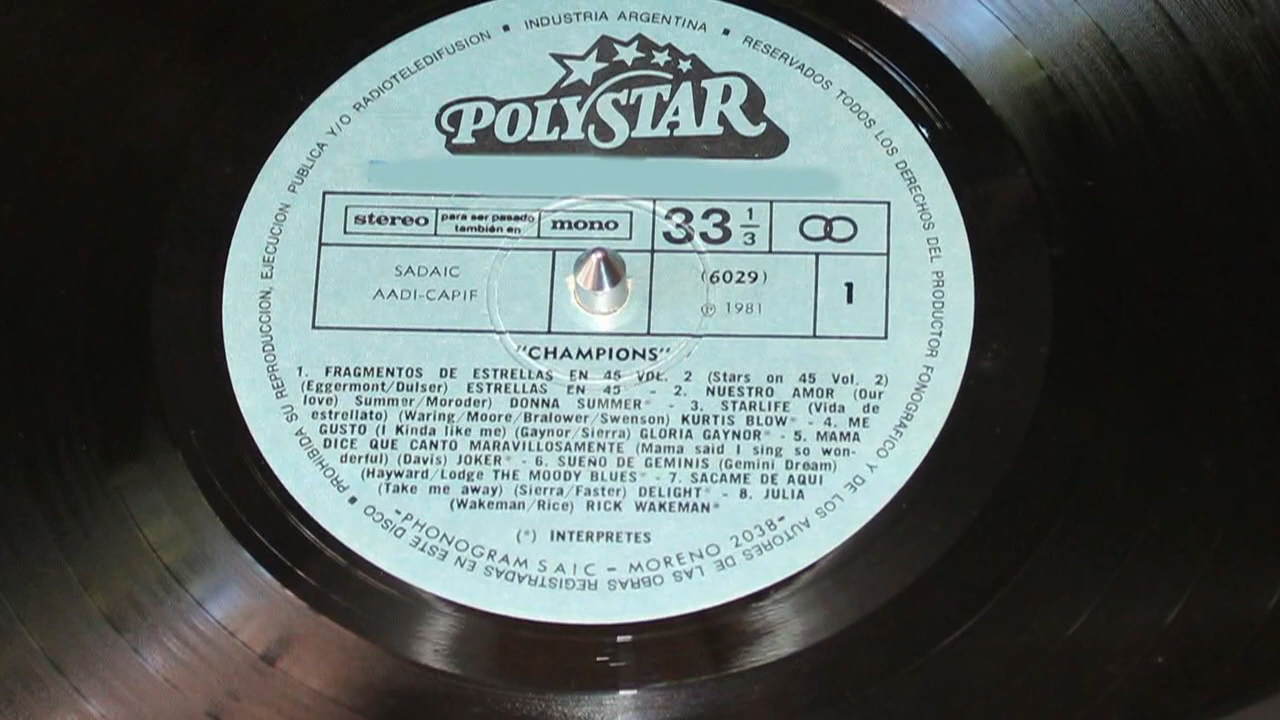 ■ PROHIBIDA SU REPRODUCCION, EJECUCION PUBLICA Y/O RADIOTELEDIFUSION ■ INDUSTRIA ARGENTINA ■ RESERVADOS TODOS LOS DERECHOS DEL PRODUCTOR FONOGRAFICO Y DE LOS AUTORES DE LAS OBRAS REGISTRADAS EN ESTE DISCO
POLYSTAR
stereo
para ser pasado
también en
mono
33 1/3
SADAIC
AADI-CAPIF
(6029)
℗ 1981
1
"CHAMPIONS"
1. FRAGMENTOS DE ESTRELLAS EN 45 VOL. 2 (Stars on 45 Vol. 2)
(Eggermont/Dulser) ESTRELLAS EN 45 - 2. NUESTRO AMOR (Our
love) Summer/Moroder) DONNA SUMMER* - 3. STARLIFE (Vida de
estrellato) (Waring/Moore/Bralower/Swenson) KURTIS BLOW* - 4. ME
GUSTO (I Kinda like me) (Gaynor/Sierra) GLORIA GAYNOR* - 5. MAMA
DICE QUE CANTO MARAVILLOSAMENTE (Mama said I sing so won-
derful) (Davis) JOKER* - 6. SUEÑO DE GEMINIS (Gemini Dream)
(Hayward/Lodge THE MOODY BLUES* - 7. SACAME DE AQUI
(Take me away) (Sierra/Faster) DELIGHT* - 8. JULIA
(Wakeman/Rice) RICK WAKEMAN*
(*) INTERPRETES
-PHONOGRAM S A I C - MORENO 2038-